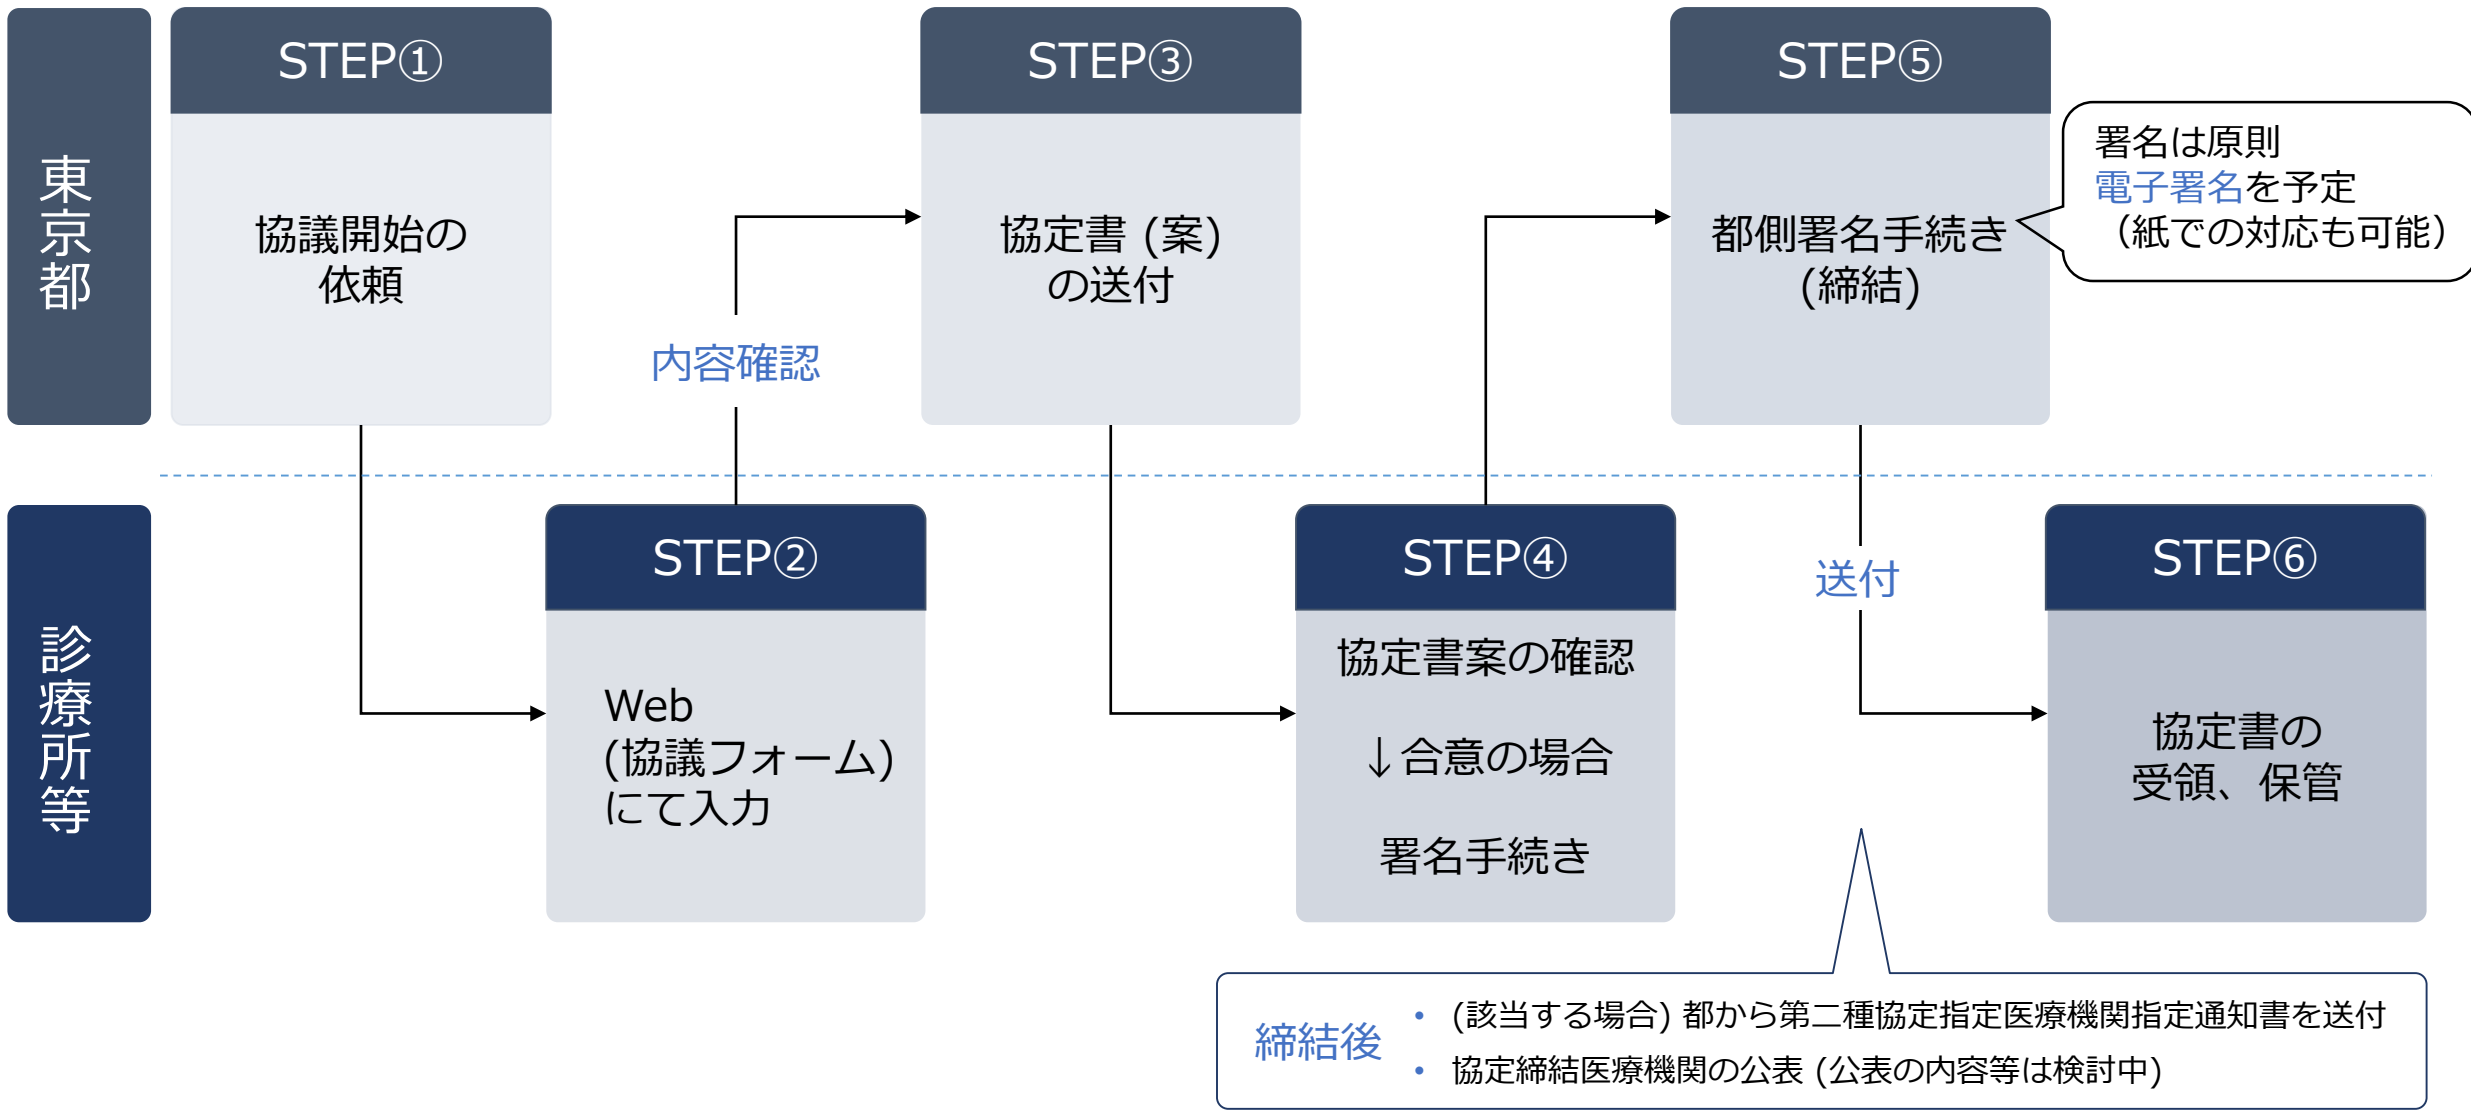 東京都
STEP①
協議開始の
依頼
STEP③
協定書 (案)
の送付
STEP⑤
都側署名手続き
(締結)
署名は原則
電子署名を予定
（紙での対応も可能）
内容確認
診療所等
STEP②
Web
(協議フォーム)
にて入力
STEP④
協定書案の確認
↓合意の場合
署名手続き
送付
STEP⑥
協定書の
受領、保管
締結後
• (該当する場合) 都から第二種協定指定医療機関指定通知書を送付
• 協定締結医療機関の公表 (公表の内容等は検討中)